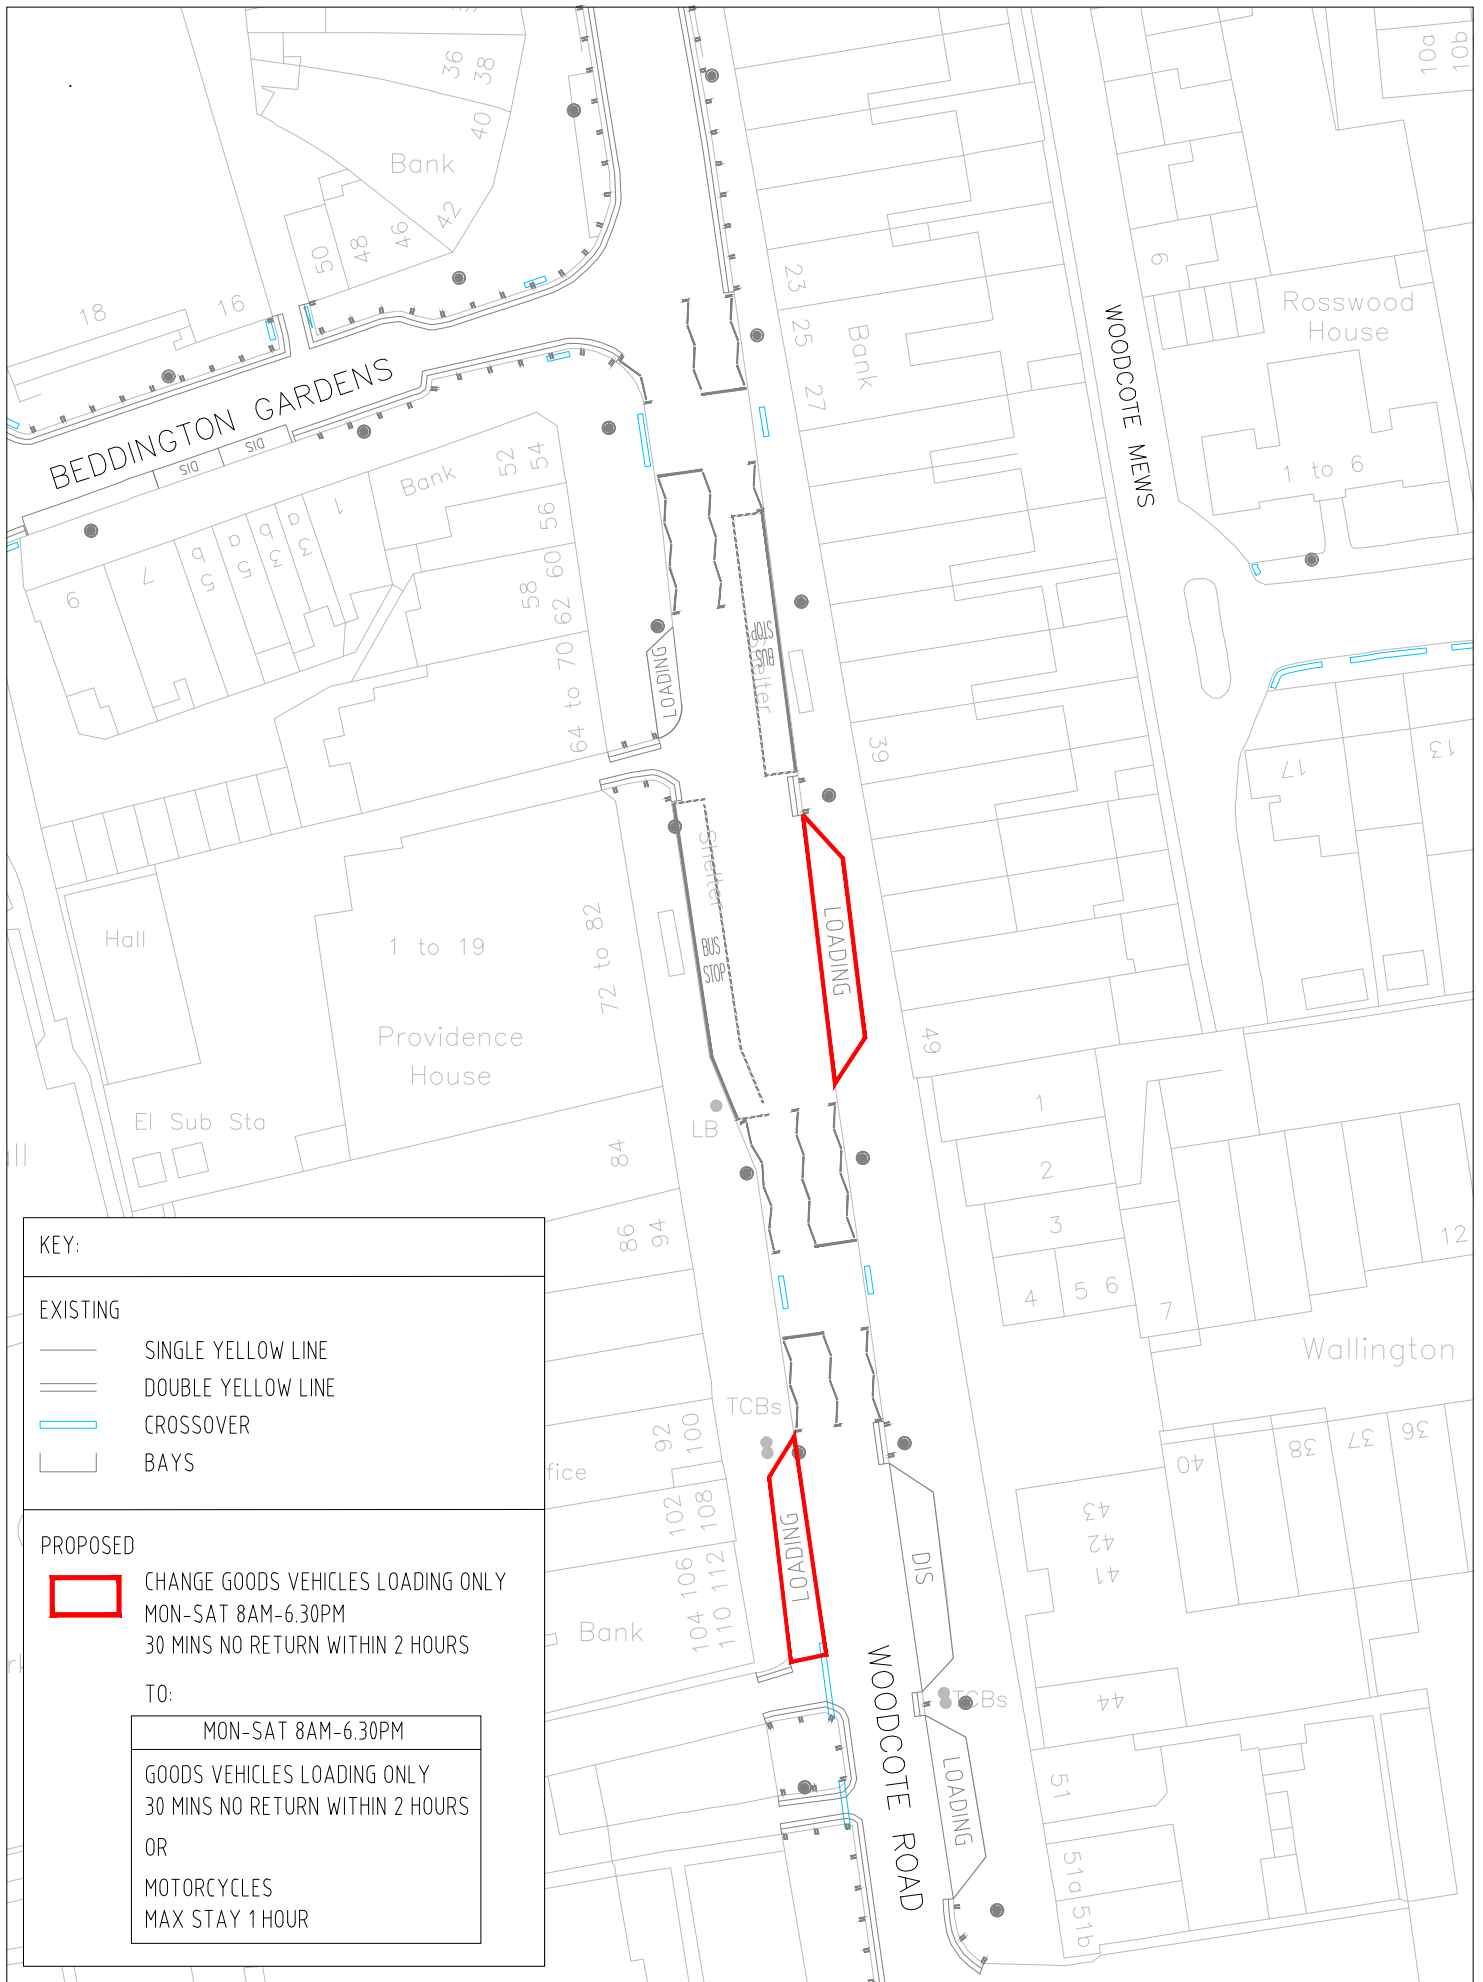 36
38
40
Bank
42
46
48
50
18
16
10a
10b
23
25
27
Bank
6
Rosswood
House
WOODCOTE MEWS
1 to 6
BEDDINGTON GARDENS
DIS
DIS
Bank
52
54
56
58
60
62
64 to 70
1
3 a
3 b
5 a
5 b
7
9
LOADING
BUS
STOP
39
17
13
Shelter
BUS
STOP
LOADING
72 to 82
Hall
1 to 19
Providence
House
El Sub Sta
LB
49
84
86
94
1
2
3
4
5 6
7
12
Wallington
TCBs
92
100
102
108
104 106
110 112
Bank
LOADING
DIS
40
38
37
36
43
42
41
44
TCBs
WOODCOTE ROAD
LOADING
51
51a
51b
KEY:
EXISTING
SINGLE YELLOW LINE
DOUBLE YELLOW LINE
CROSSOVER
BAYS
PROPOSED
CHANGE GOODS VEHICLES LOADING ONLY
MON-SAT 8AM-6.30PM
30 MINS NO RETURN WITHIN 2 HOURS
TO:
MON-SAT 8AM-6.30PM
GOODS VEHICLES LOADING ONLY
30 MINS NO RETURN WITHIN 2 HOURS
OR
MOTORCYCLES
MAX STAY 1 HOUR